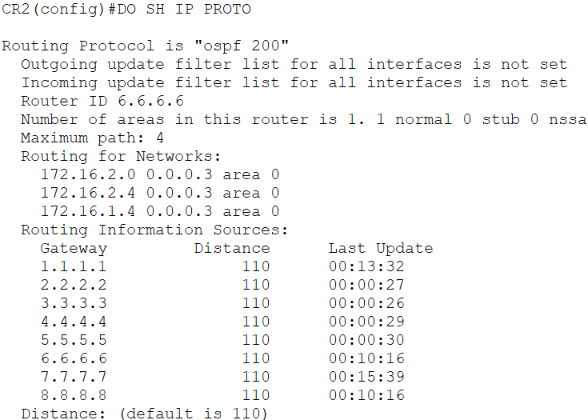 CR2(config)#DO SH IP PROTO
Routing Protocol is "ospf 200"
Outgoing update filter list for all interfaces is not set
Incoming update filter list for all interfaces is not set
Router ID 6.6.6.6
Number of areas in this router is 1. 1 normal 0 stub 0 nssa
Maximum path: 4
Routing for Networks:
172.16.2.0 0.0.0.3 area 0
172.16.2.4 0.0.0.3 area 0
172.16.1.4 0.0.0.3 area 0
Routing Information Sources:
Gateway Distance Last Update
1.1.1.1 110 00:13:32
2.2.2.2 110 00:00:27
3.3.3.3 110 00:00:26
4.4.4.4 110 00:00:29
5.5.5.5 110 00:00:30
6.6.6.6 110 00:10:16
7.7.7.7 110 00:15:39
8.8.8.8 110 00:10:16
Distance: (default is 110)